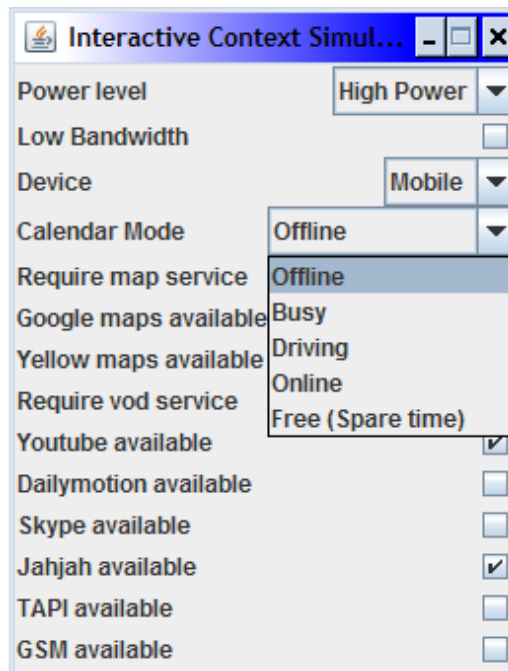 Interactive Context Simul...
Power level High Power
Low Bandwidth
Device Mobile
Calendar Mode Offline
Require map service Offline
Google maps available Busy
Yellow maps available Driving
Require vod service Online
Youtube available Free (Spare time)
Dailymotion available
Skype available
Jahjah available
TAPI available
GSM available